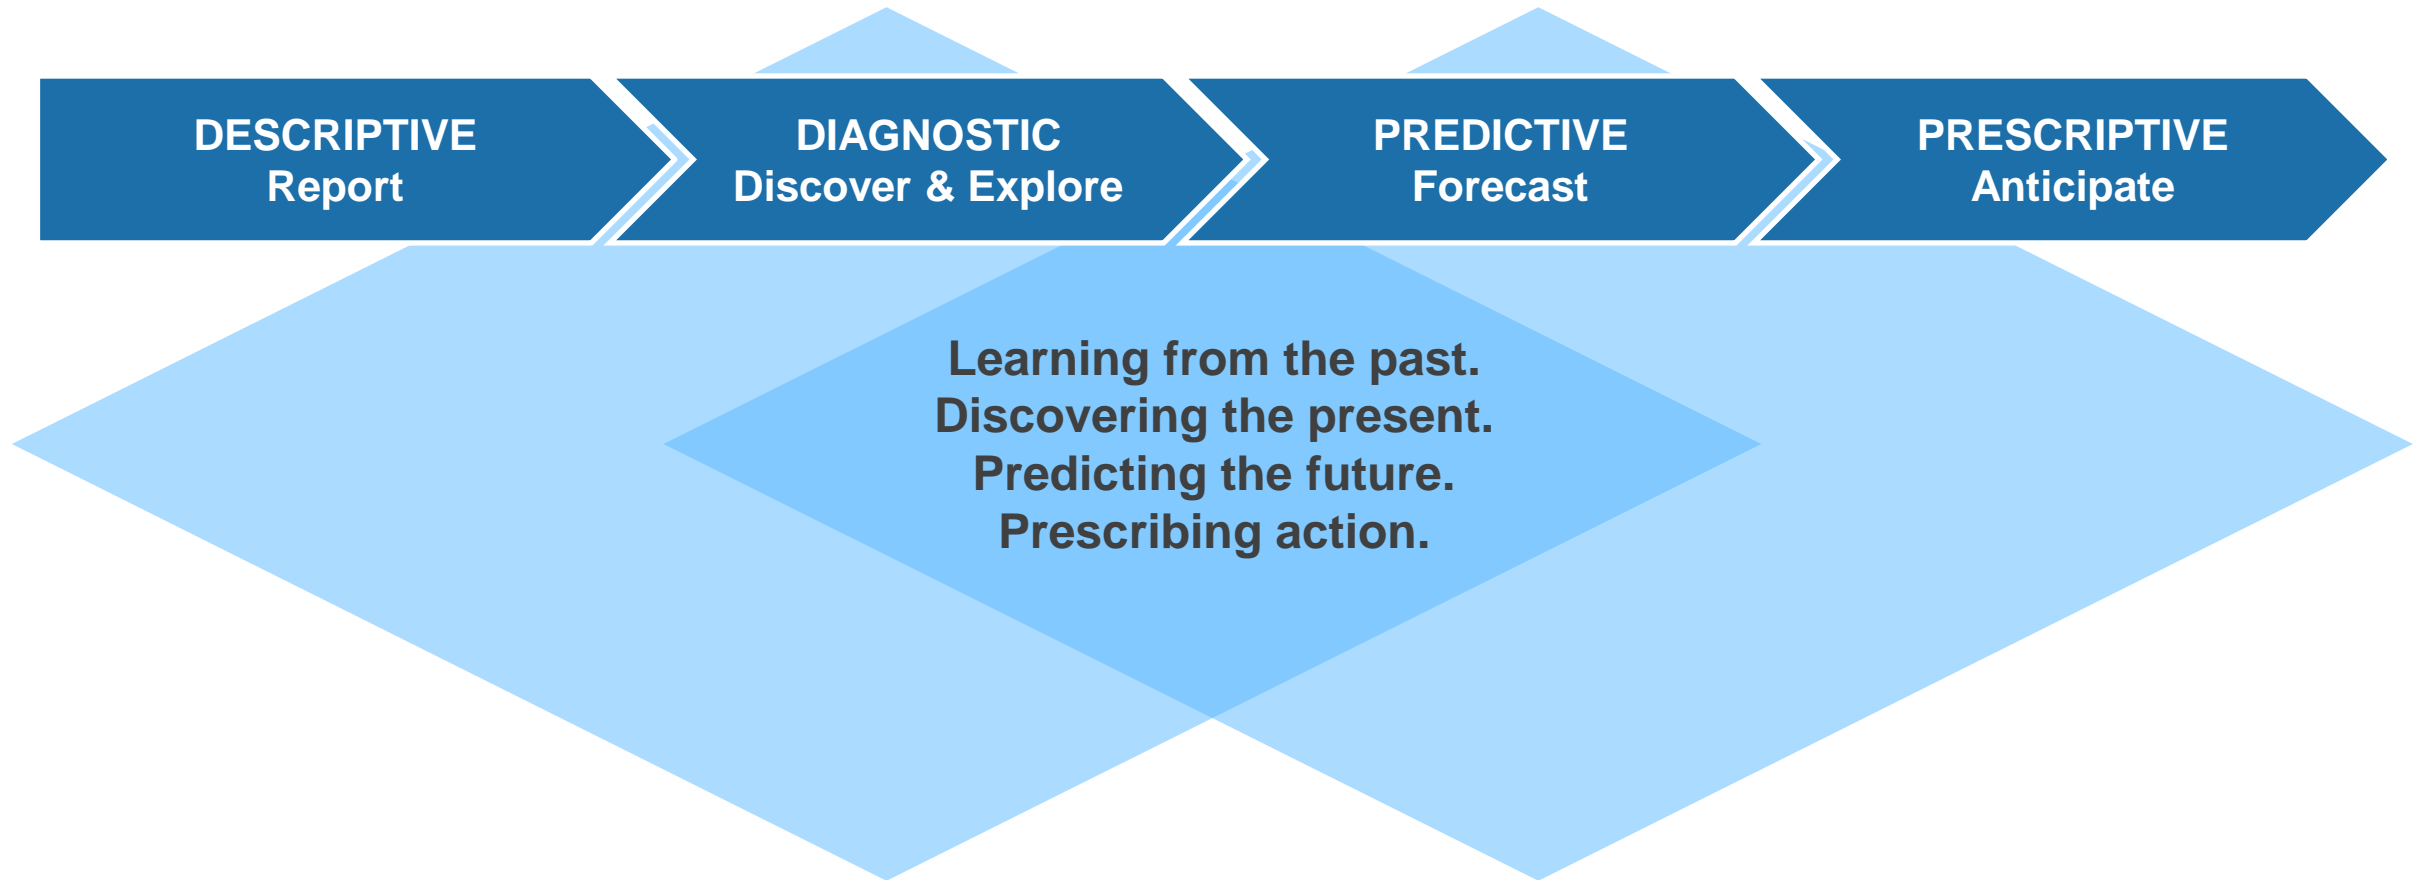 DESCRIPTIVE
Report
DIAGNOSTIC
Discover & Explore
PREDICTIVE
Forecast
PRESCRIPTIVE
Anticipate
Learning from the past.
Discovering the present.
Predicting the future.
Prescribing action.